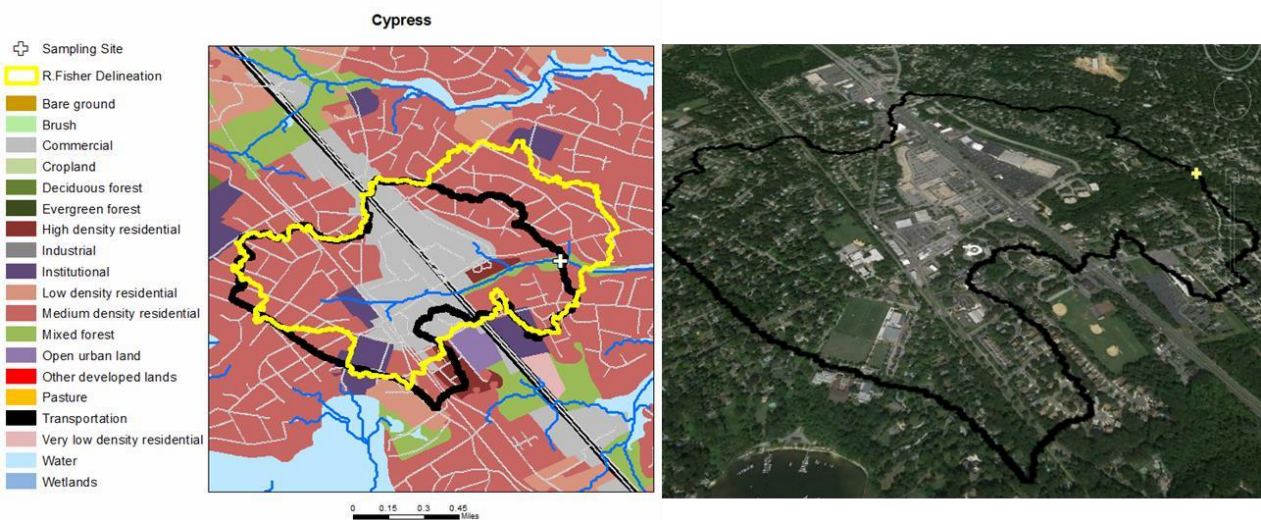 Cypress
Sampling Site
R.Fisher Delineation
Bare ground
Brush
Commercial
Cropland
Deciduous forest
Evergreen forest
High density residential
Industrial
Institutional
Low density residential
Medium density residential
Mixed forest
Open urban land
Other developed lands
Pasture
Transportation
Very low density residential
Water
Wetlands
0 0.15 0.3 0.45
Miles